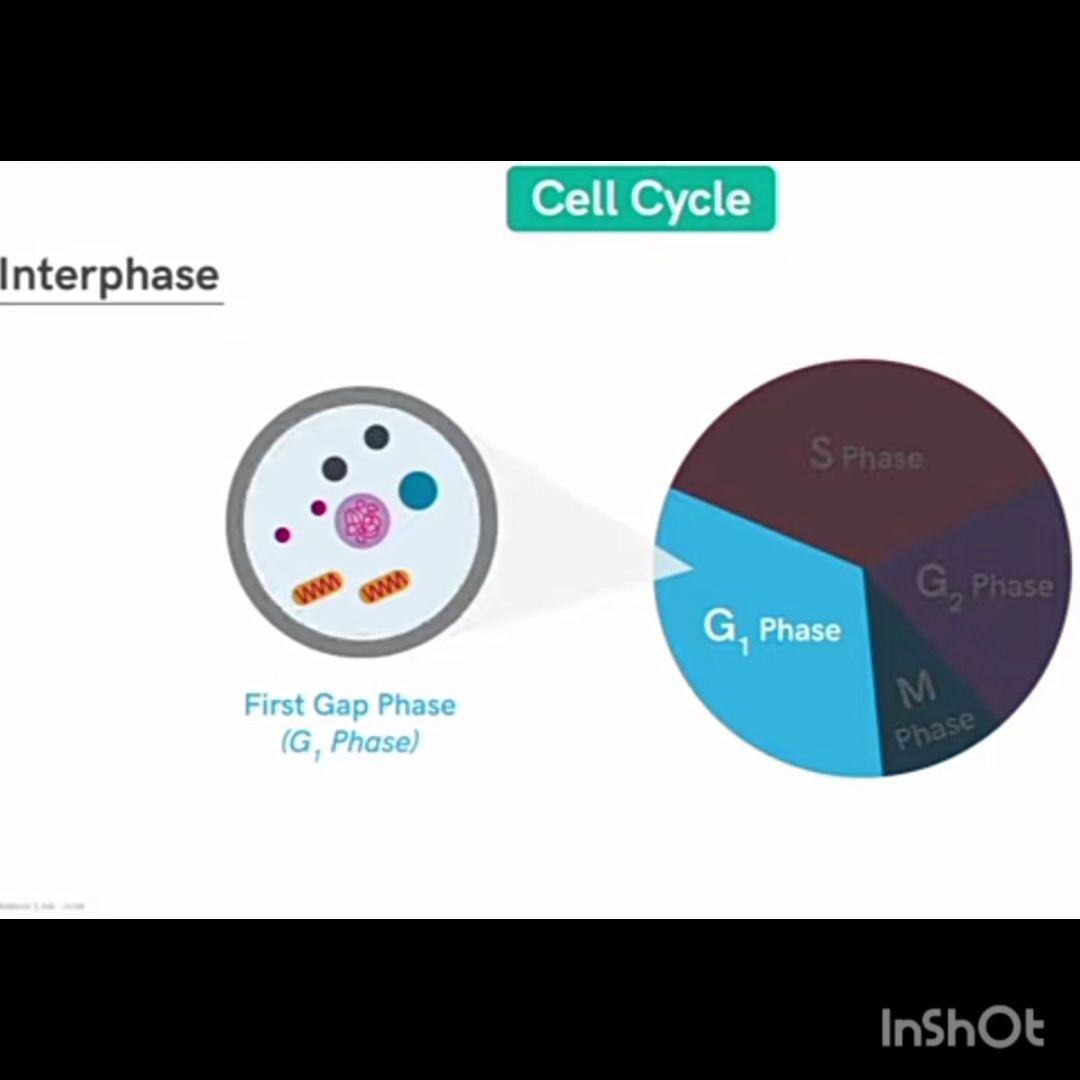 Cell Cycle
Interphase
S Phase
G₂ Phase
G₁ Phase
M
Phase
First Gap Phase
(G₁ Phase)
InShOt